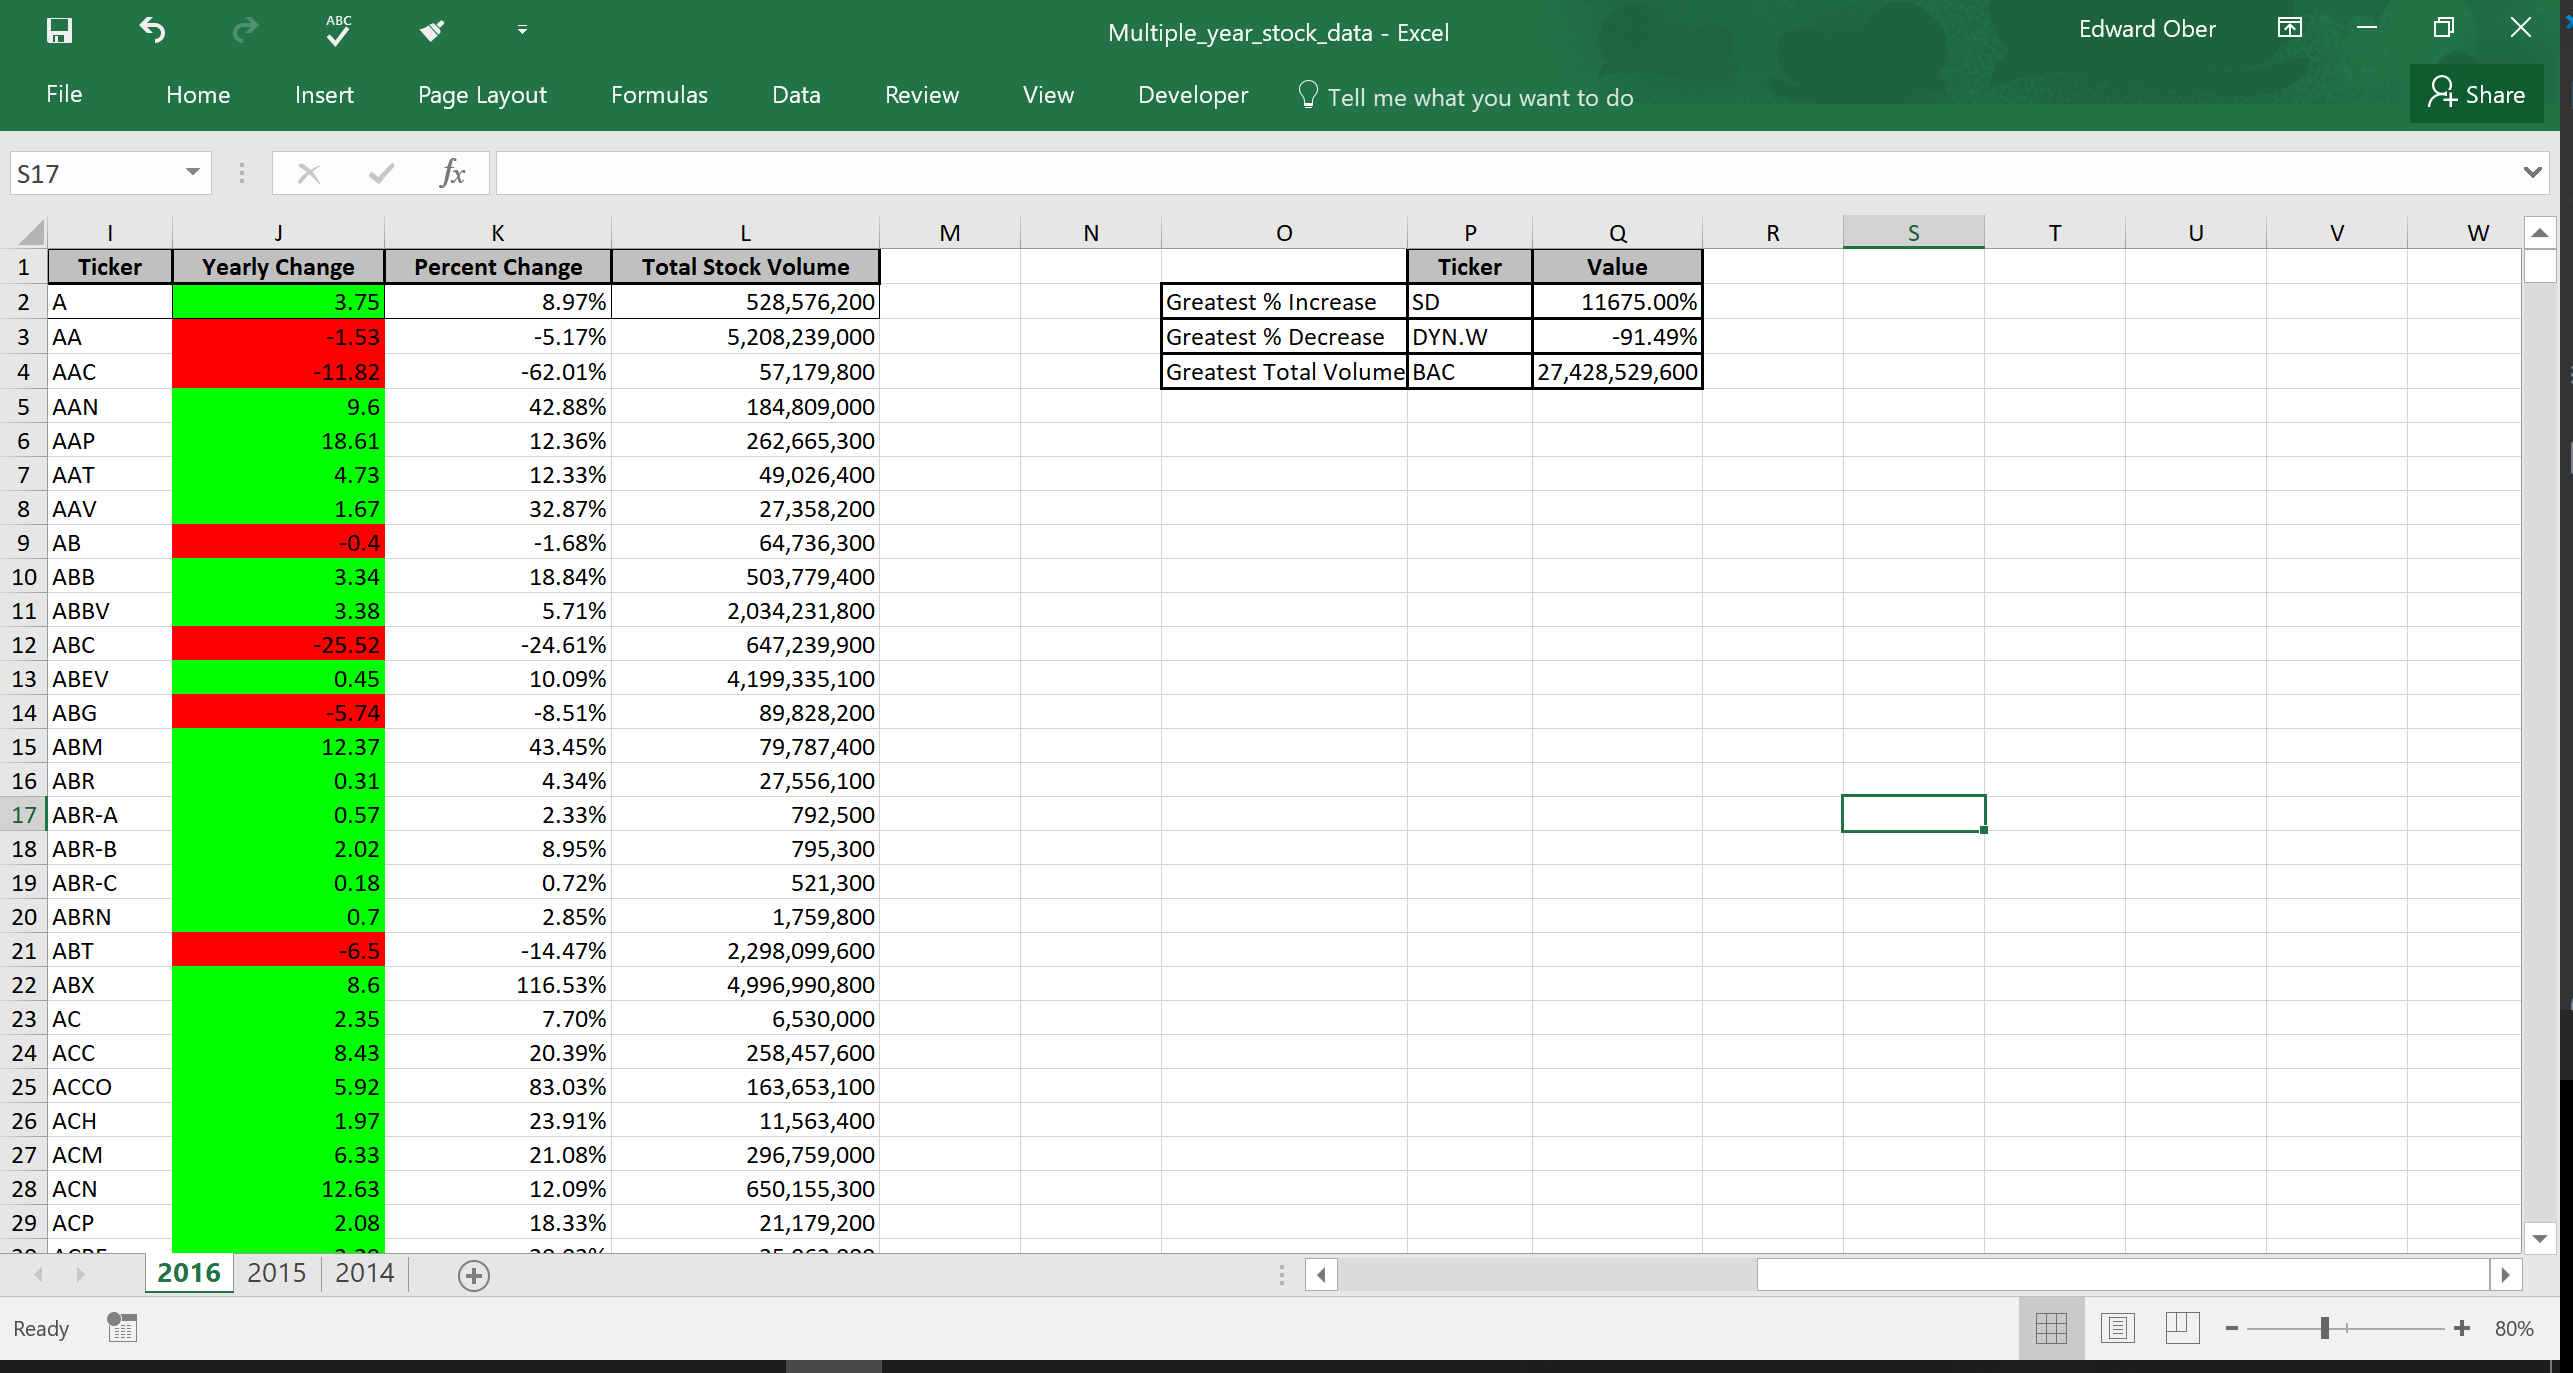 ABC
Multiple_year_stock_data - Excel
Edward Ober
File Home Insert Page Layout Formulas Data Review View Developer Tell me what you want to do Share
S17 fx
I J K L M N O P Q R S T U V W
1 Ticker Yearly Change Percent Change Total Stock Volume Ticker Value
2 A 3.75 8.97% 528,576,200 Greatest % Increase SD 11675.00%
3 AA -1.53 -5.17% 5,208,239,000 Greatest % Decrease DYN.W -91.49%
4 AAC -11.82 -62.01% 57,179,800 Greatest Total Volume BAC 27,428,529,600
5 AAN 9.6 42.88% 184,809,000
6 AAP 18.61 12.36% 262,665,300
7 AAT 4.73 12.33% 49,026,400
8 AAV 1.67 32.87% 27,358,200
9 AB -0.4 -1.68% 64,736,300
10 ABB 3.34 18.84% 503,779,400
11 ABBV 3.38 5.71% 2,034,231,800
12 ABC -25.52 -24.61% 647,239,900
13 ABEV 0.45 10.09% 4,199,335,100
14 ABG -5.74 -8.51% 89,828,200
15 ABM 12.37 43.45% 79,787,400
16 ABR 0.31 4.34% 27,556,100
17 ABR-A 0.57 2.33% 792,500
18 ABR-B 2.02 8.95% 795,300
19 ABR-C 0.18 0.72% 521,300
20 ABRN 0.7 2.85% 1,759,800
21 ABT -6.5 -14.47% 2,298,099,600
22 ABX 8.6 116.53% 4,996,990,800
23 AC 2.35 7.70% 6,530,000
24 ACC 8.43 20.39% 258,457,600
25 ACCO 5.92 83.03% 163,653,100
26 ACH 1.97 23.91% 11,563,400
27 ACM 6.33 21.08% 296,759,000
28 ACN 12.63 12.09% 650,155,300
29 ACP 2.08 18.33% 21,179,200
2016 2015 2014
Ready 80%